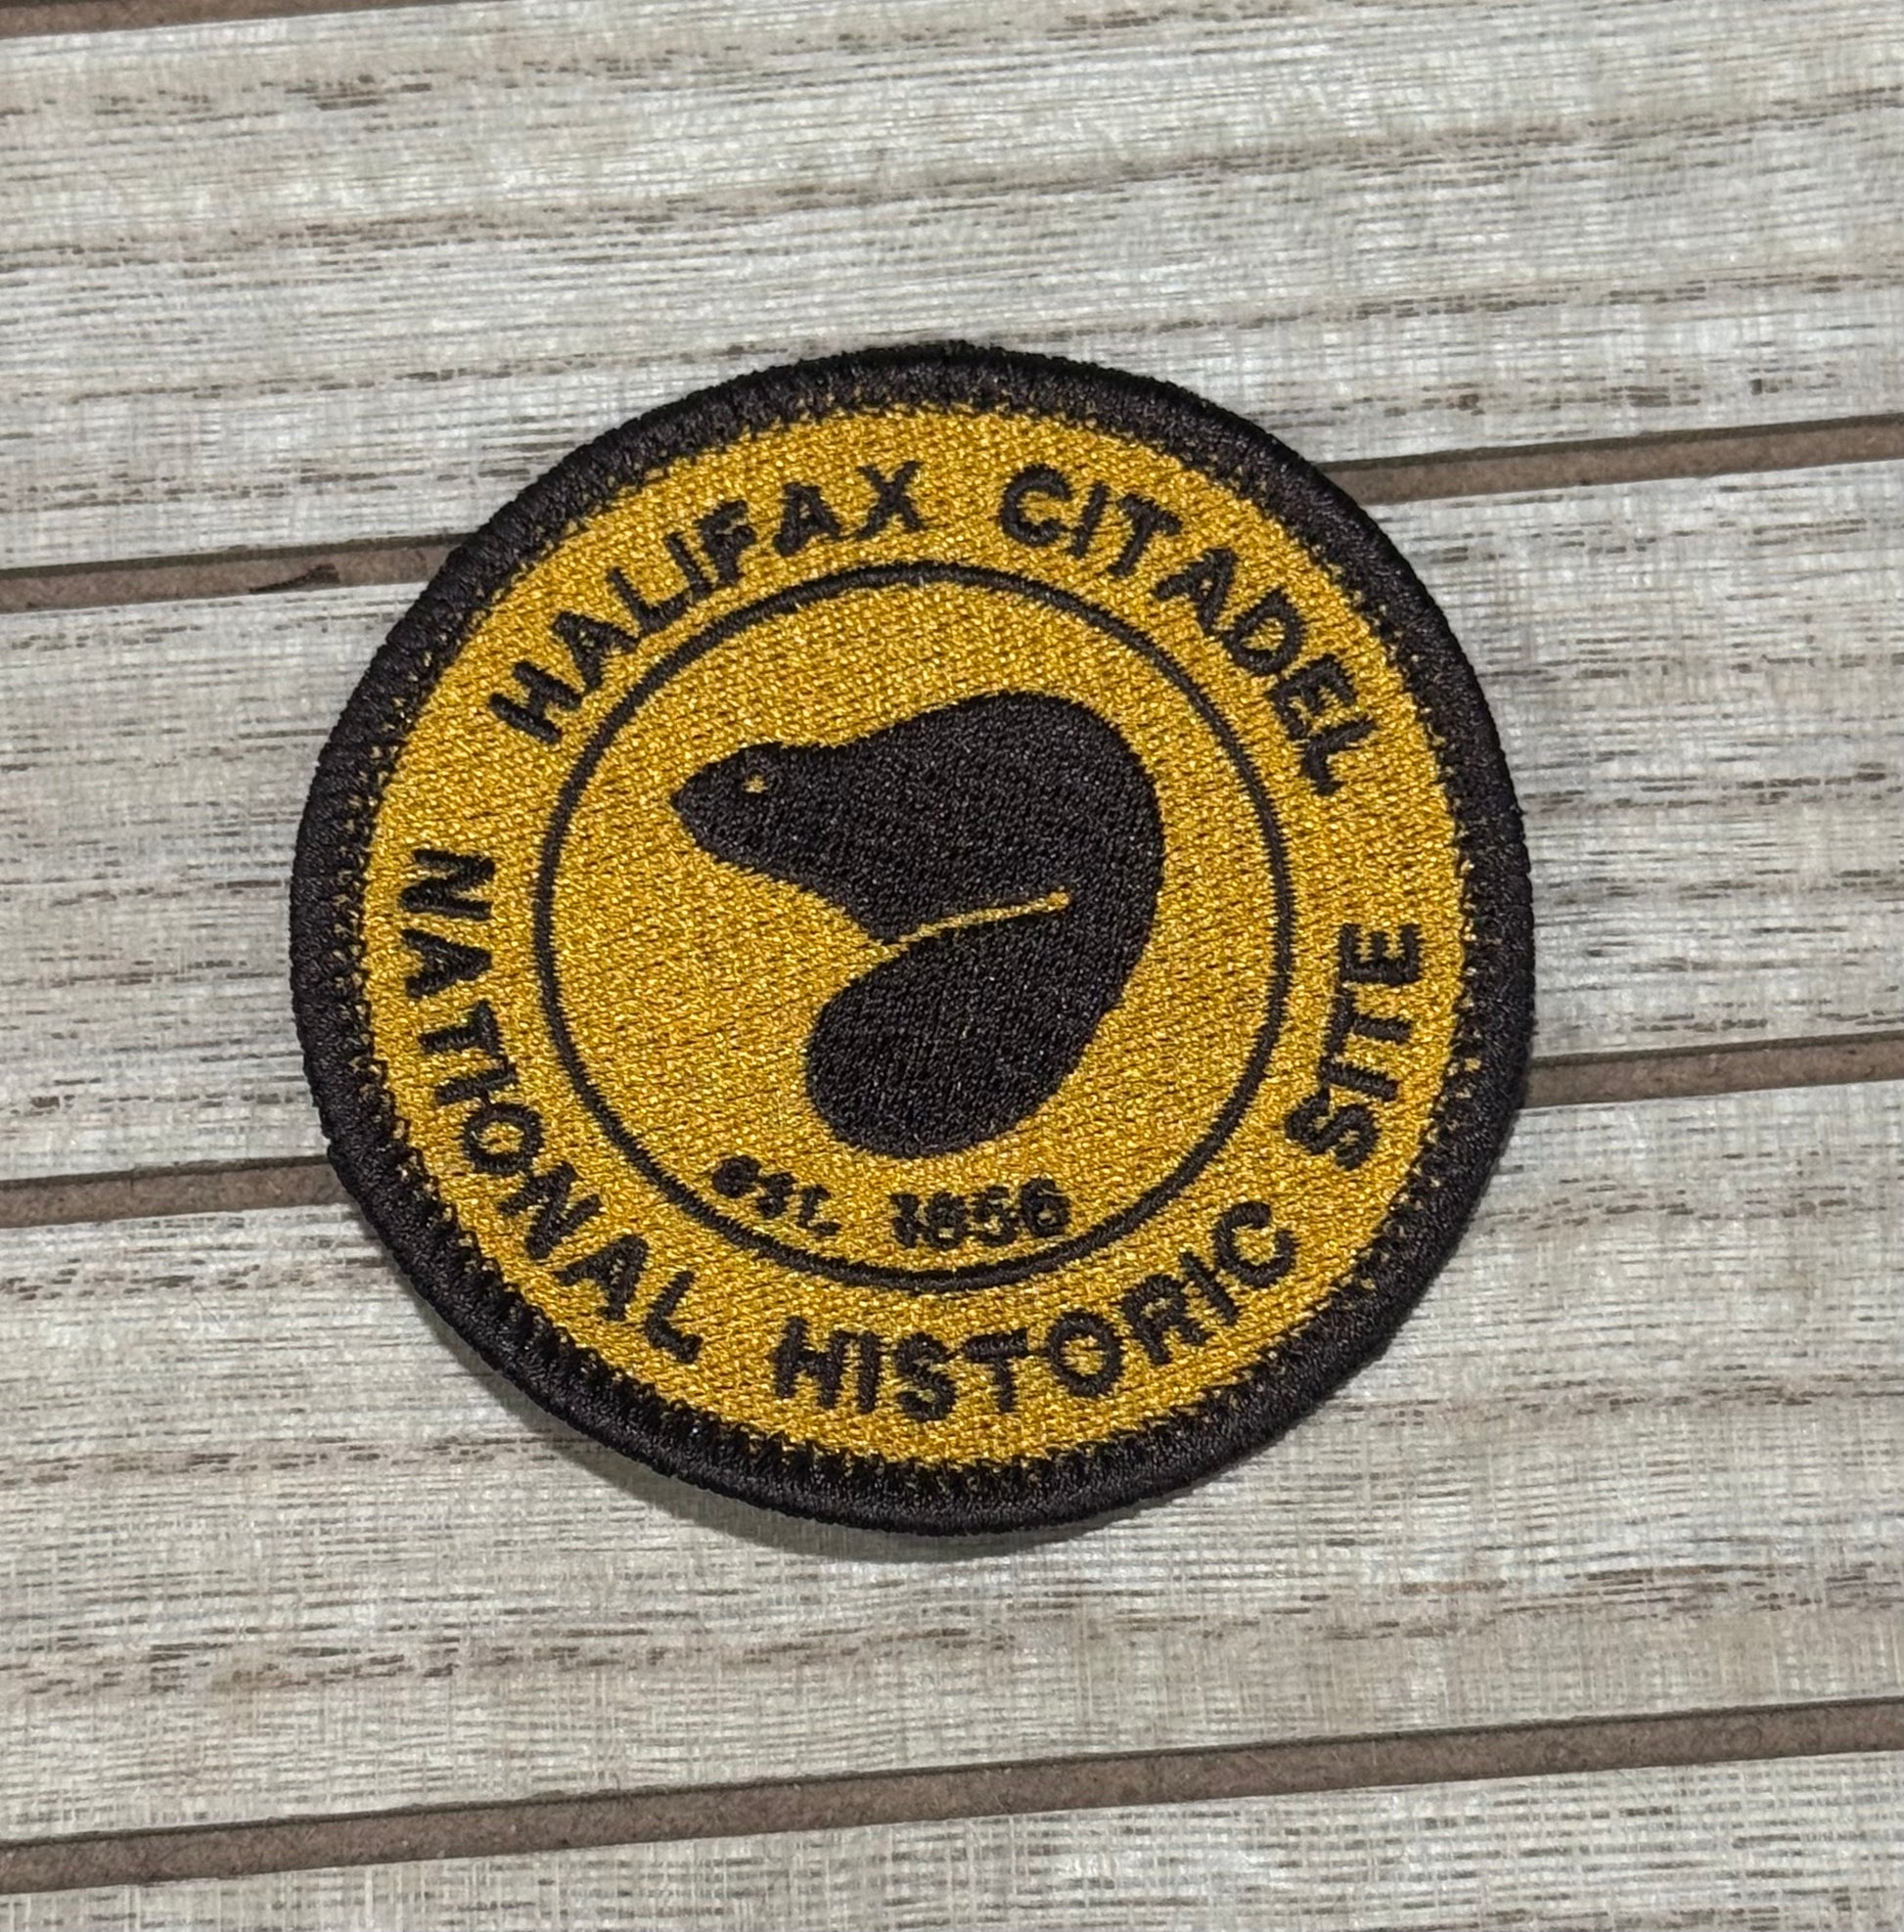 HALIFAX CITADEL
NATIONAL HISTORIC SITE
EST. 1856